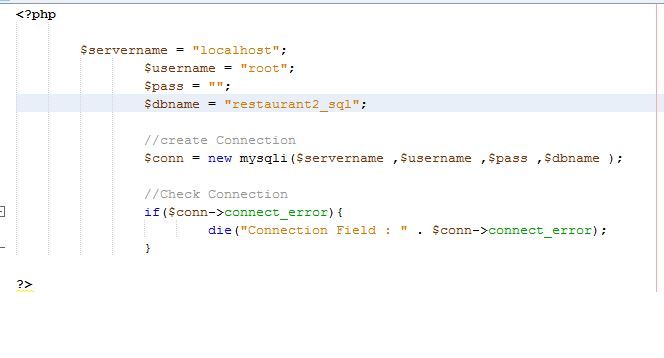 <?php
$servername = "localhost";
$username = "root";
$pass = "";
$dbname = "restaurant2_sql";
//create Connection
$conn = new mysqli($servername ,$username ,$pass ,$dbname );
//Check Connection
if($conn->connect_error){
die("Connection Field : " . $conn->connect_error);
}
?>